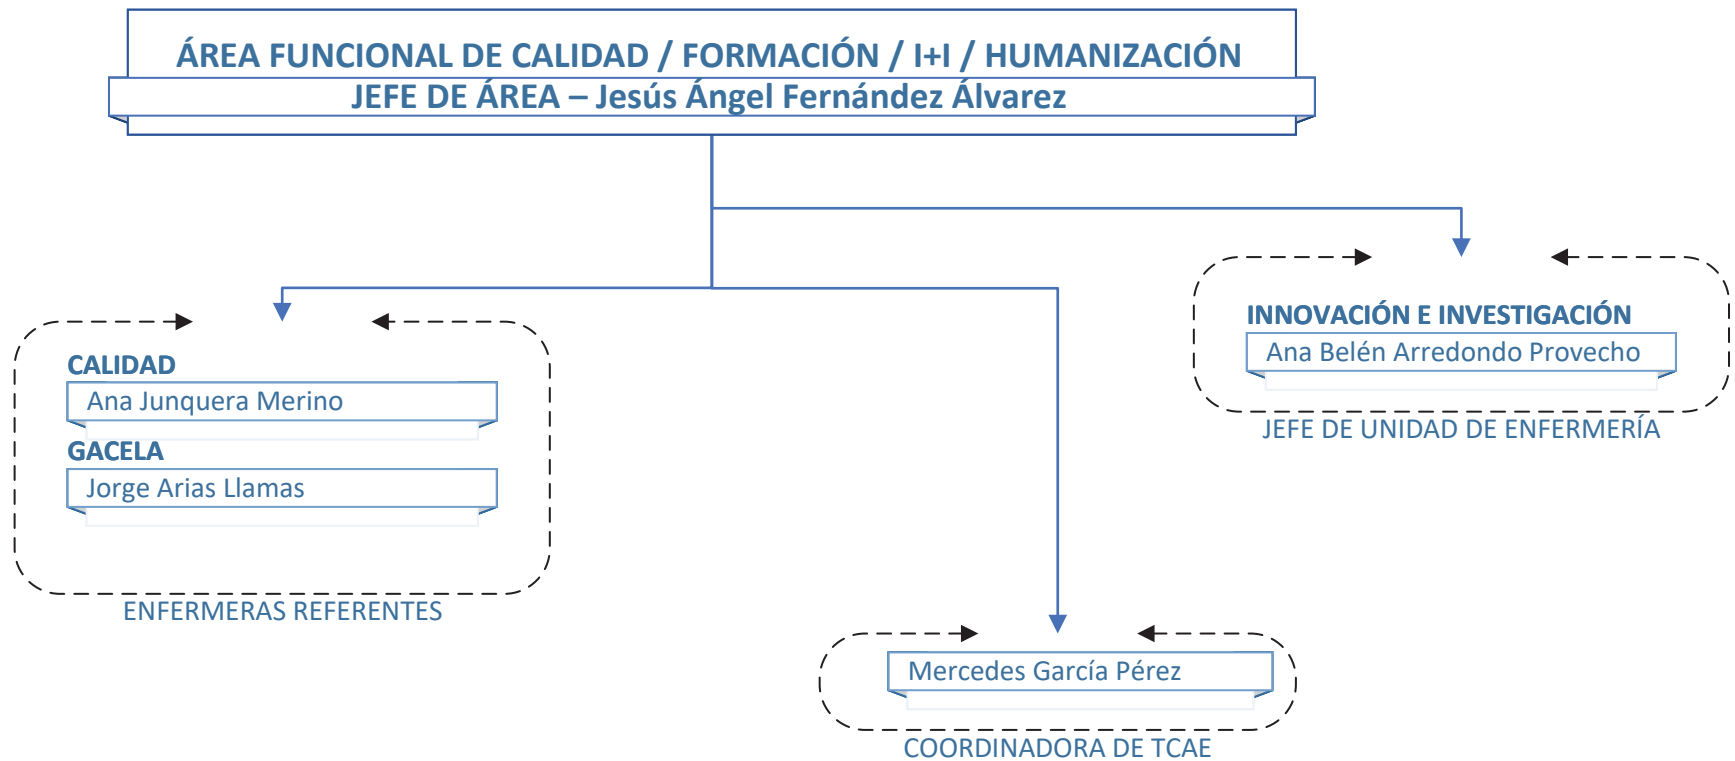 ÁREA FUNCIONAL DE CALIDAD / FORMACIÓN / I+I / HUMANIZACIÓN
JEFE DE ÁREA – Jesús Ángel Fernández Álvarez
CALIDAD
Ana Junquera Merino
GACELA
Jorge Arias Llamas
ENFERMERAS REFERENTES
INNOVACIÓN E INVESTIGACIÓN
Ana Belén Arredondo Provecho
JEFE DE UNIDAD DE ENFERMERÍA
Mercedes García Pérez
COORDINADORA DE TCAE